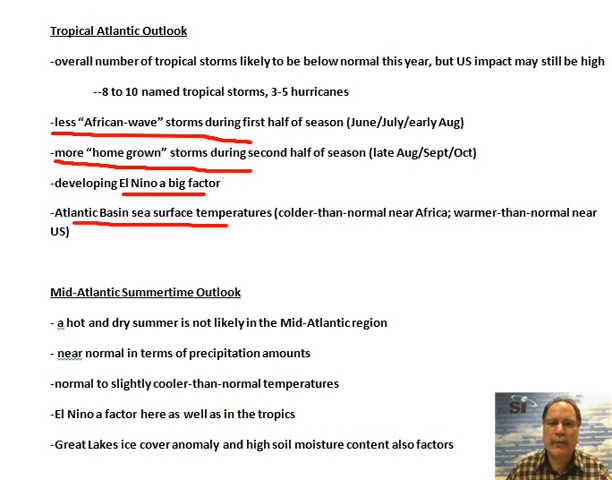 Tropical Atlantic Outlook
-overall number of tropical storms likely to be below normal this year, but US impact may still be high
--8 to 10 named tropical storms, 3-5 hurricanes
-less “African-wave” storms during first half of season (June/July/early Aug)
-more “home grown” storms during second half of season (late Aug/Sept/Oct)
-developing El Nino a big factor
-Atlantic Basin sea surface temperatures (colder-than-normal near Africa; warmer-than-normal near
US)
Mid-Atlantic Summertime Outlook
- a hot and dry summer is not likely in the Mid-Atlantic region
- near normal in terms of precipitation amounts
-normal to slightly cooler-than-normal temperatures
-El Nino a factor here as well as in the tropics
-Great Lakes ice cover anomaly and high soil moisture content also factors
SI